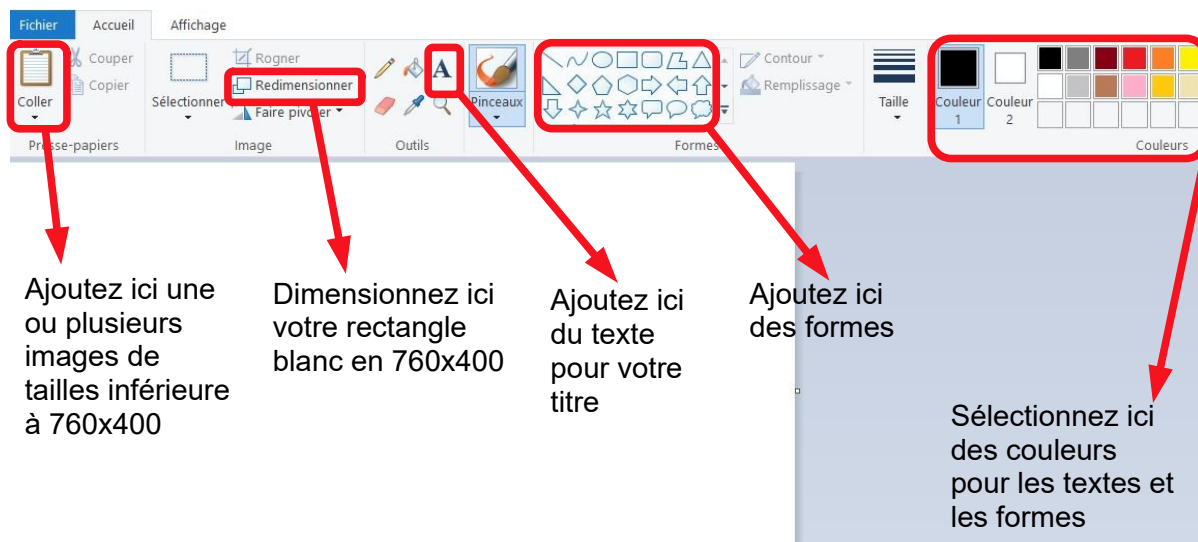 Fichier
Accueil
Affichage
Coller
Couper
Copier
Presse-papiers
Sélectionner
Rogner
Redimensionner
Faire pivoter
Image
A
Outils
Pinceaux
Contour
Remplissage
Formes
Taille
Couleur
1
Couleur
2
Couleurs
Ajoutez ici une
ou plusieurs
images de
tailles inférieure
à 760x400
Dimensionnez ici
votre rectangle
blanc en 760x400
Ajoutez ici
du texte
pour votre
titre
Ajoutez ici
des formes
Sélectionnez ici
des couleurs
pour les textes et
les formes